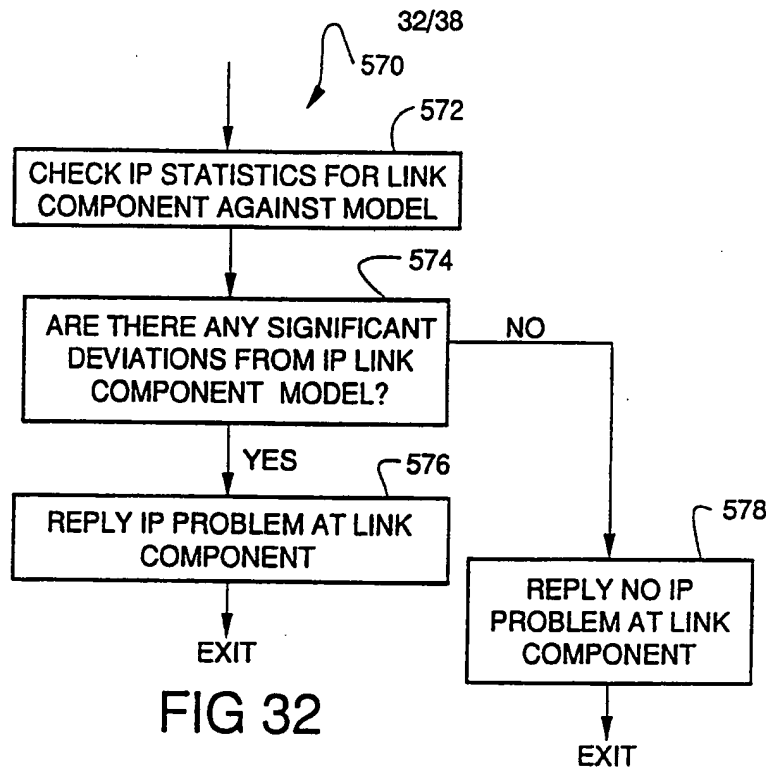 32/38
570
572
CHECK IP STATISTICS FOR LINK
COMPONENT AGAINST MODEL
574
ARE THERE ANY SIGNIFICANT
DEVIATIONS FROM IP LINK
COMPONENT MODEL?
NO
YES
576
REPLY IP PROBLEM AT LINK
COMPONENT
578
REPLY NO IP
PROBLEM AT LINK
COMPONENT
EXIT
FIG 32
EXIT